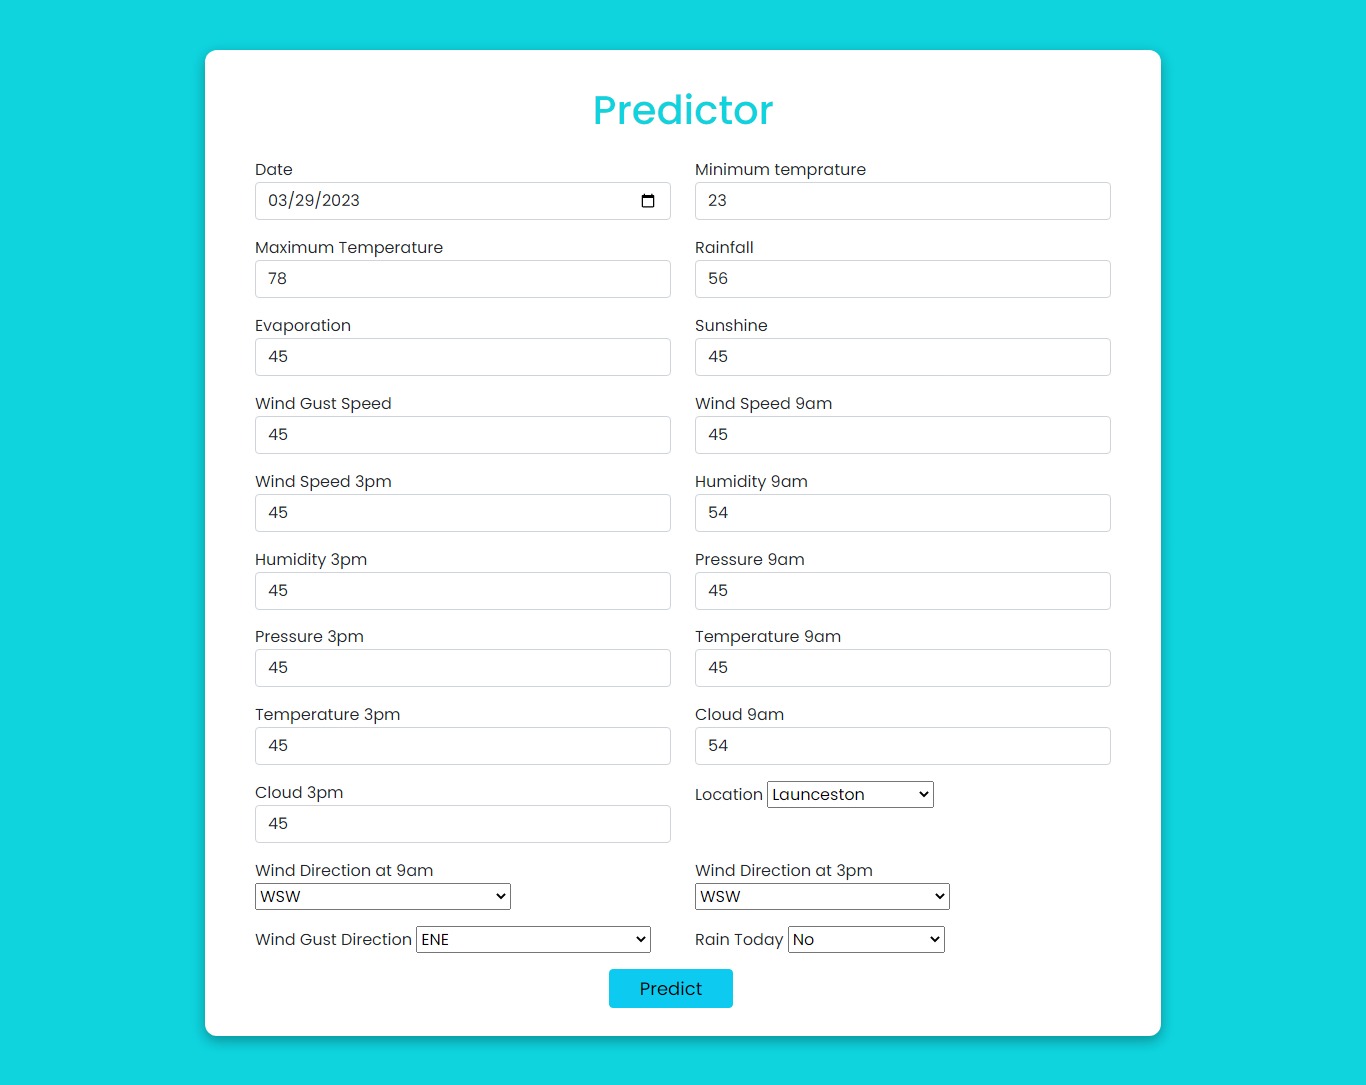 Predictor
Date
Minimum temprature
03/29/2023
23
Maximum Temperature
Rainfall
78
56
Evaporation
Sunshine
45
45
Wind Gust Speed
Wind Speed 9am
45
45
Wind Speed 3pm
Humidity 9am
45
54
Humidity 3pm
Pressure 9am
45
45
Pressure 3pm
Temperature 9am
45
45
Temperature 3pm
Cloud 9am
45
54
Cloud 3pm
Location Launceston
45
Wind Direction at 9am
Wind Direction at 3pm
WSW
WSW
Wind Gust Direction ENE
Rain Today No
Predict